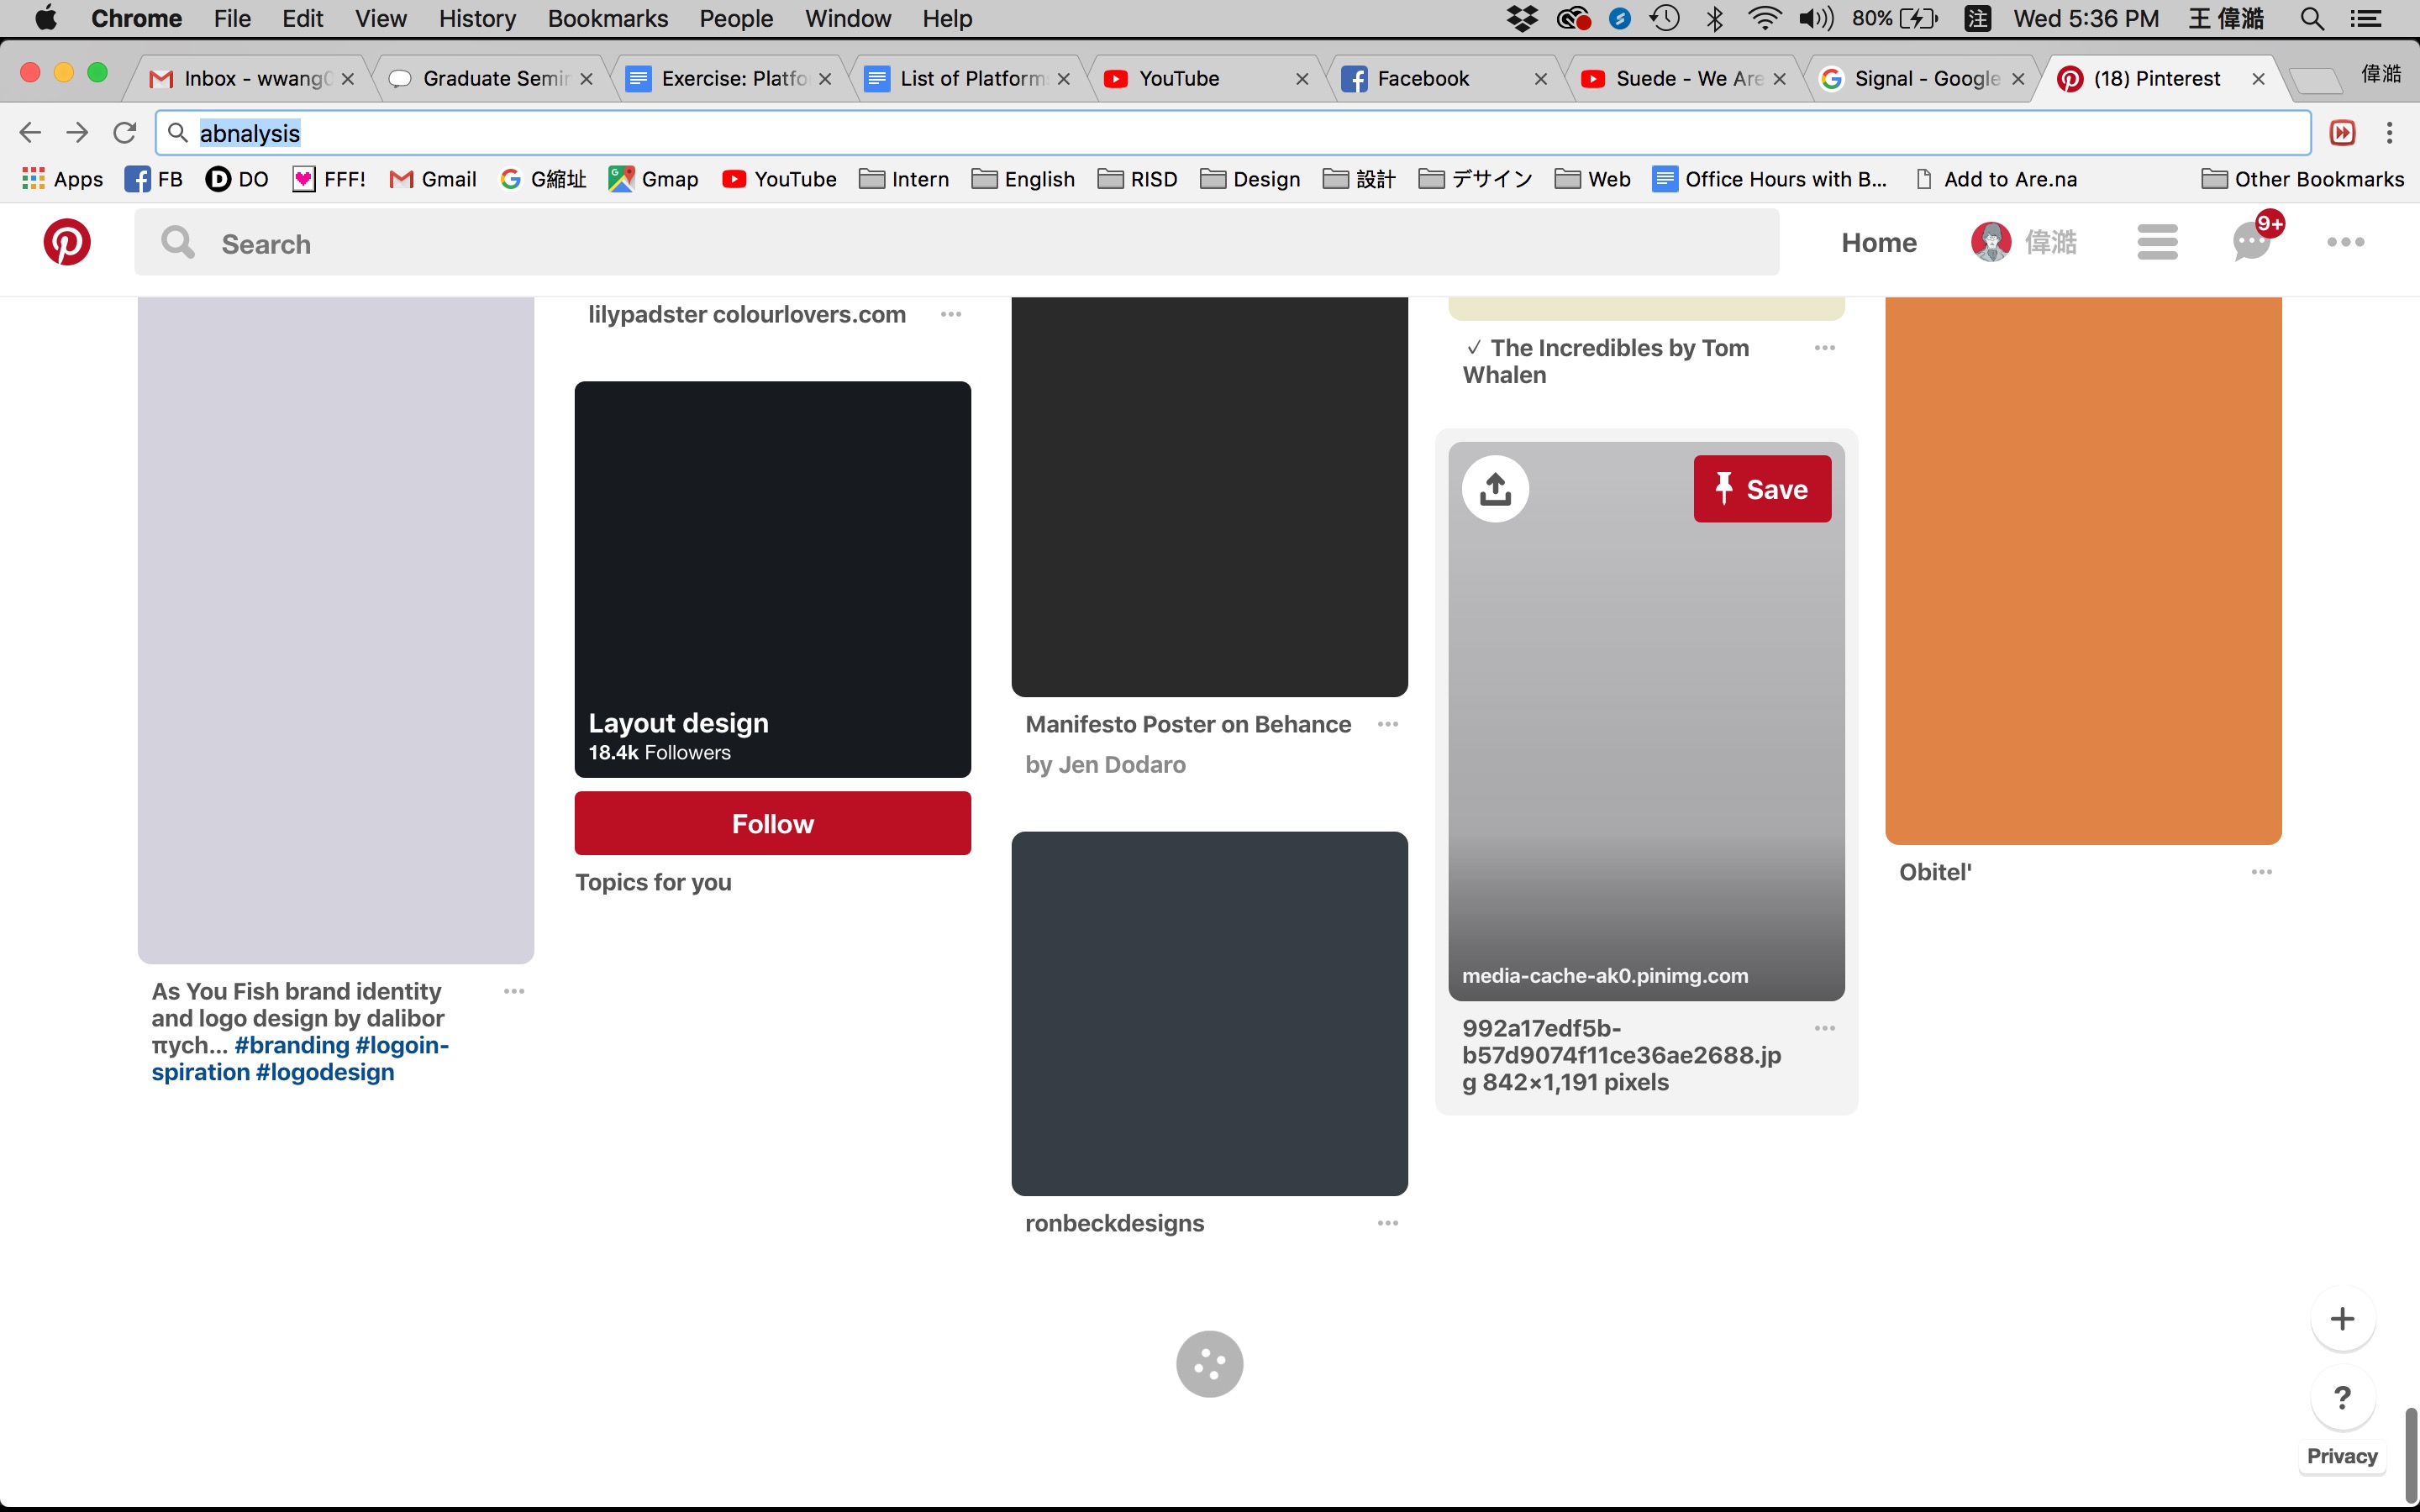 Chrome File Edit View History Bookmarks People Window Help 80% 注 Wed 5:36 PM 王 偉澔
Inbox - wwang Graduate Semin Exercise: Platfo List of Platform YouTube Facebook Suede - We Are Signal - Google (18) Pinterest 偉澔
abnalysis
Apps FB DO FFF! Gmail G縮址 Gmap YouTube Intern English RISD Design 設計 デサイン Web Office Hours with B... Add to Are.na Other Bookmarks
Search Home 偉澔 9+
lilypadster colourlovers.com
✓ The Incredibles by Tom
Whalen
Save
Layout design
18.4k Followers
Follow
Topics for you
Manifesto Poster on Behance
by Jen Dodaro
Obitel'
media-cache-ak0.pinimg.com
As You Fish brand identity
and logo design by dalibor
πych... #branding #logoin-
spiration #logodesign
992a17edf5b-
b57d9074f11ce36ae2688.jp
g 842×1,191 pixels
ronbeckdesigns
+
?
Privacy